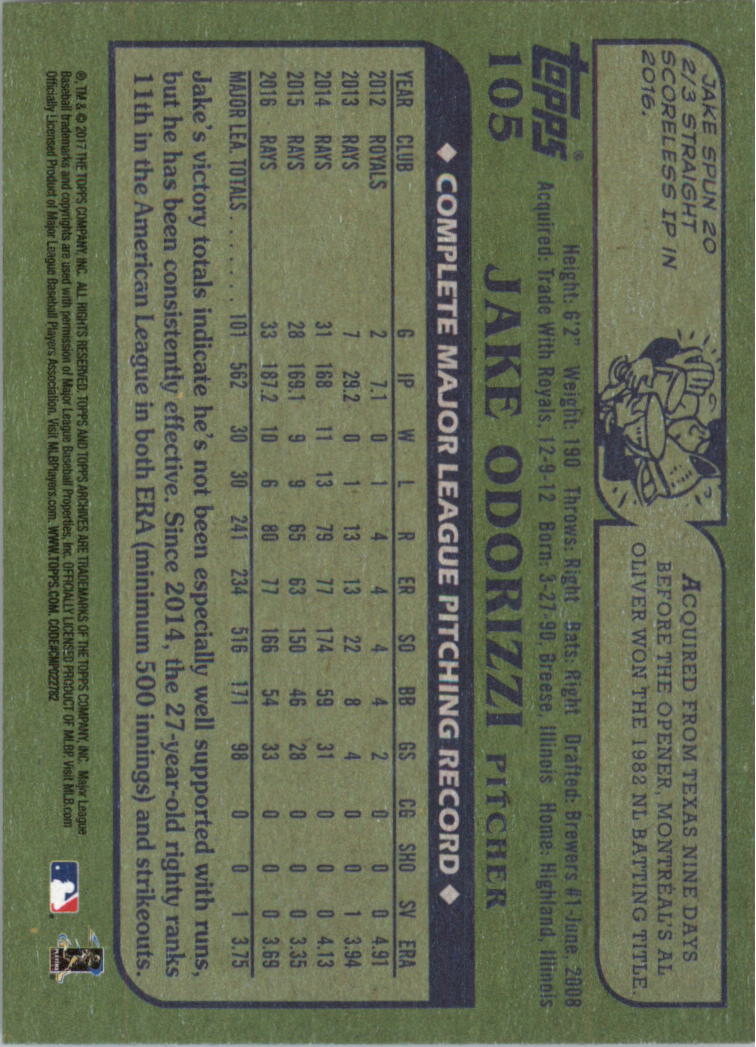 JAKE SPUN 20
2/3 STRAIGHT
SCORELESS IP IN
2016.
ACQUIRED FROM TEXAS NINE DAYS
BEFORE THE OPENER, MONTRÉAL'S AL
OLIVER WON THE 1982 NL BATTING TITLE.
topps®
105
Height: 6'2" Weight: 190 Throws: Right Bats: Right Drafted: Brewers #1-June, 2008
Acquired: Trade With Royals, 12-9-12 Born: 3-27-90, Breese, Illinois Home: Highland, Illinois
JAKE ODORIZZI PITCHER
◆ COMPLETE MAJOR LEAGUE PITCHING RECORD ◆
YEAR CLUB G IP W L R ER SO BB GS CG SHO SV ERA
2012 ROYALS 2 7.1 0 1 4 4 4 4 2 0 0 0 4.91
2013 RAYS 7 29.2 0 1 13 13 22 8 4 0 0 1 3.94
2014 RAYS 31 168 11 13 79 77 174 59 31 0 0 0 4.13
2015 RAYS 28 169.1 9 9 65 63 150 46 28 0 0 0 3.35
2016 RAYS 33 187.2 10 6 80 77 166 54 33 0 0 0 3.69
MAJOR LEA. TOTALS . . . . . . . 101 562 30 30 241 234 516 171 98 0 0 1 3.75
Jake's victory totals indicate he's not been especially well supported with runs,
but he has been consistently effective. Since 2014, the 27-year-old righty ranks
11th in the American League in both ERA (minimum 500 innings) and strikeouts.
®, TM & © 2017 THE TOPPS COMPANY, INC. ALL RIGHTS RESERVED. TOPPS AND TOPPS ARCHIVES ARE TRADEMARKS OF THE TOPPS COMPANY, INC. Major League
Baseball trademarks and copyrights are used with permission of Major League Baseball Properties, Inc. OFFICIALLY LICENSED PRODUCT OF MLBP. Visit MLB.com
Officially Licensed Product of Major League Baseball Players Association. Visit MLBPlayers.com. WWW.TOPPS.COM. CODE#CMP022782